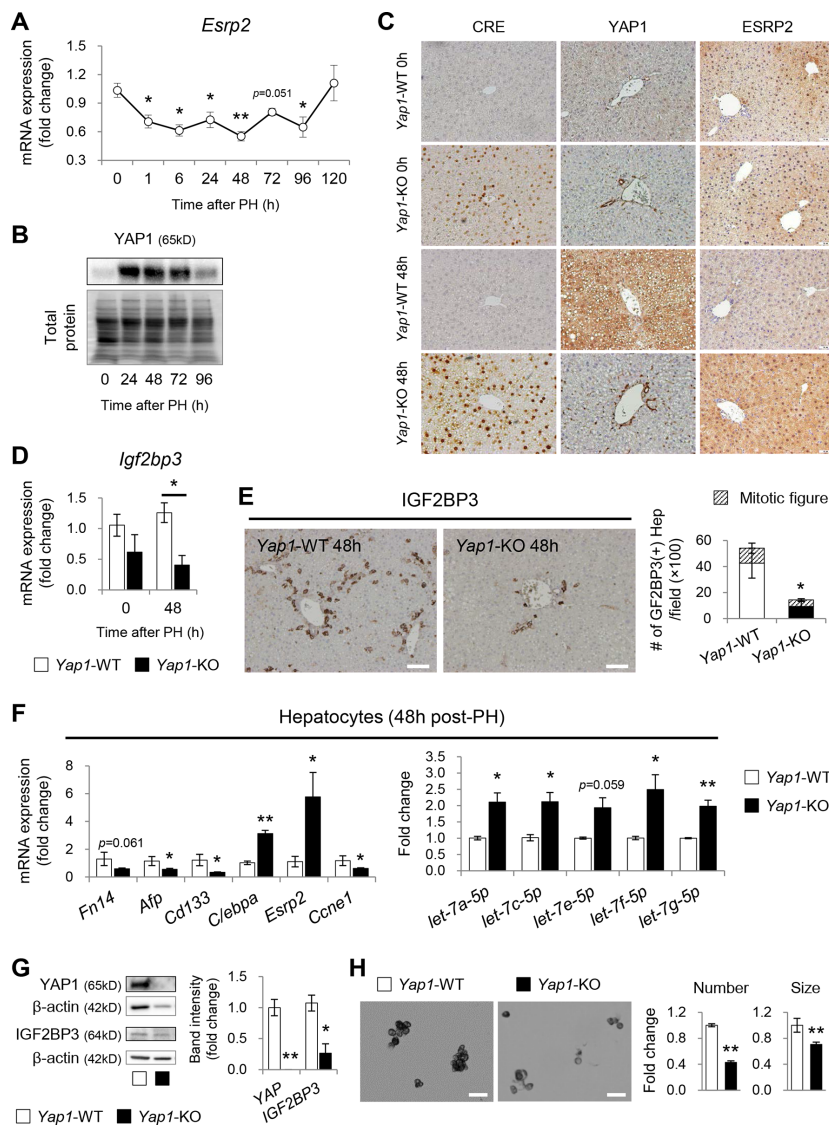 A
Esrp2
mRNA expression
(fold change)
1.5
1.2
0.9
0.6
0.3
* * * ** p=0.051 *
0 1 6 24 48 72 96 120
Time after PH (h)
B
YAP1 (65kD)
Total
protein
0 24 48 72 96
Time after PH (h)
C
CRE YAP1 ESRP2
Yap1-WT 0h
Yap1-KO 0h
Yap1-WT 48h
Yap1-KO 48h
D
Igf2bp3
mRNA expression
(fold change)
1.5
1.0
0.5
0.0
*
0 48
Time after PH (h)
Yap1-WT Yap1-KO
E
IGF2BP3
Yap1-WT 48h
Yap1-KO 48h
Mitotic figure
# of GF2BP3(+) Hep
/field (×100)
60
40
20
0
*
Yap1-WT
Yap1-KO
F
Hepatocytes (48h post-PH)
mRNA expression
(fold change)
8
6
4
2
0
p=0.061 * * ** * *
Fn14
Afp
Cd133
C/ebpa
Esrp2
Ccne1
Fold change
3.0
2.5
2.0
1.5
1.0
0.5
0.0
* * p=0.059 * **
let-7a-5p
let-7c-5p
let-7e-5p
let-7f-5p
let-7g-5p
Yap1-WT
Yap1-KO
G
YAP1 (65kD)
β-actin (42kD)
IGF2BP3 (64kD)
β-actin (42kD)
Band intensity
(fold change)
1.5
1.0
0.5
0.0
** *
YAP
IGF2BP3
Yap1-WT Yap1-KO
H
Yap1-WT Yap1-KO
Number
Fold change
1.2
0.8
0.4
0.0
**
Size
1.2
0.8
0.4
0.0
**